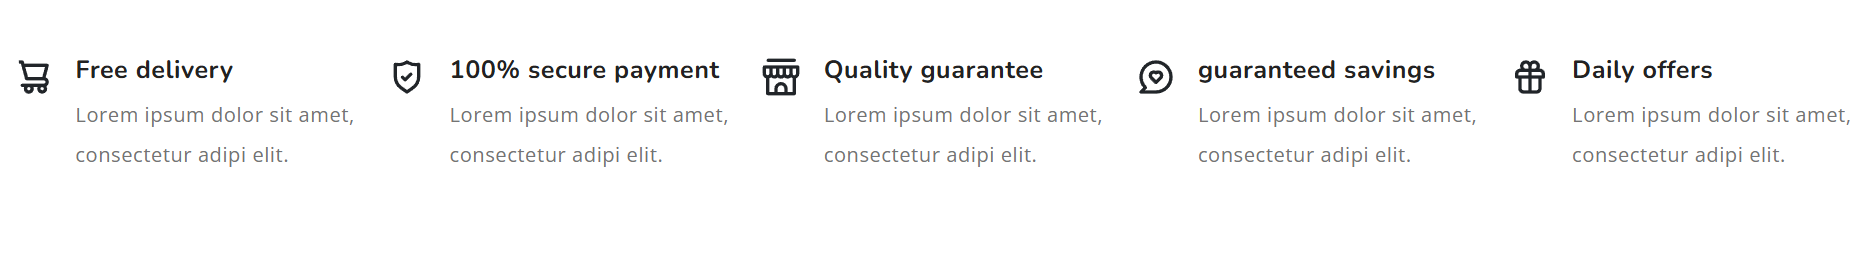 Free delivery
Lorem ipsum dolor sit amet,
consectetur adipi elit.
100% secure payment
Lorem ipsum dolor sit amet,
consectetur adipi elit.
Quality guarantee
Lorem ipsum dolor sit amet,
consectetur adipi elit.
guaranteed savings
Lorem ipsum dolor sit amet,
consectetur adipi elit.
Daily offers
Lorem ipsum dolor sit amet,
consectetur adipi elit.